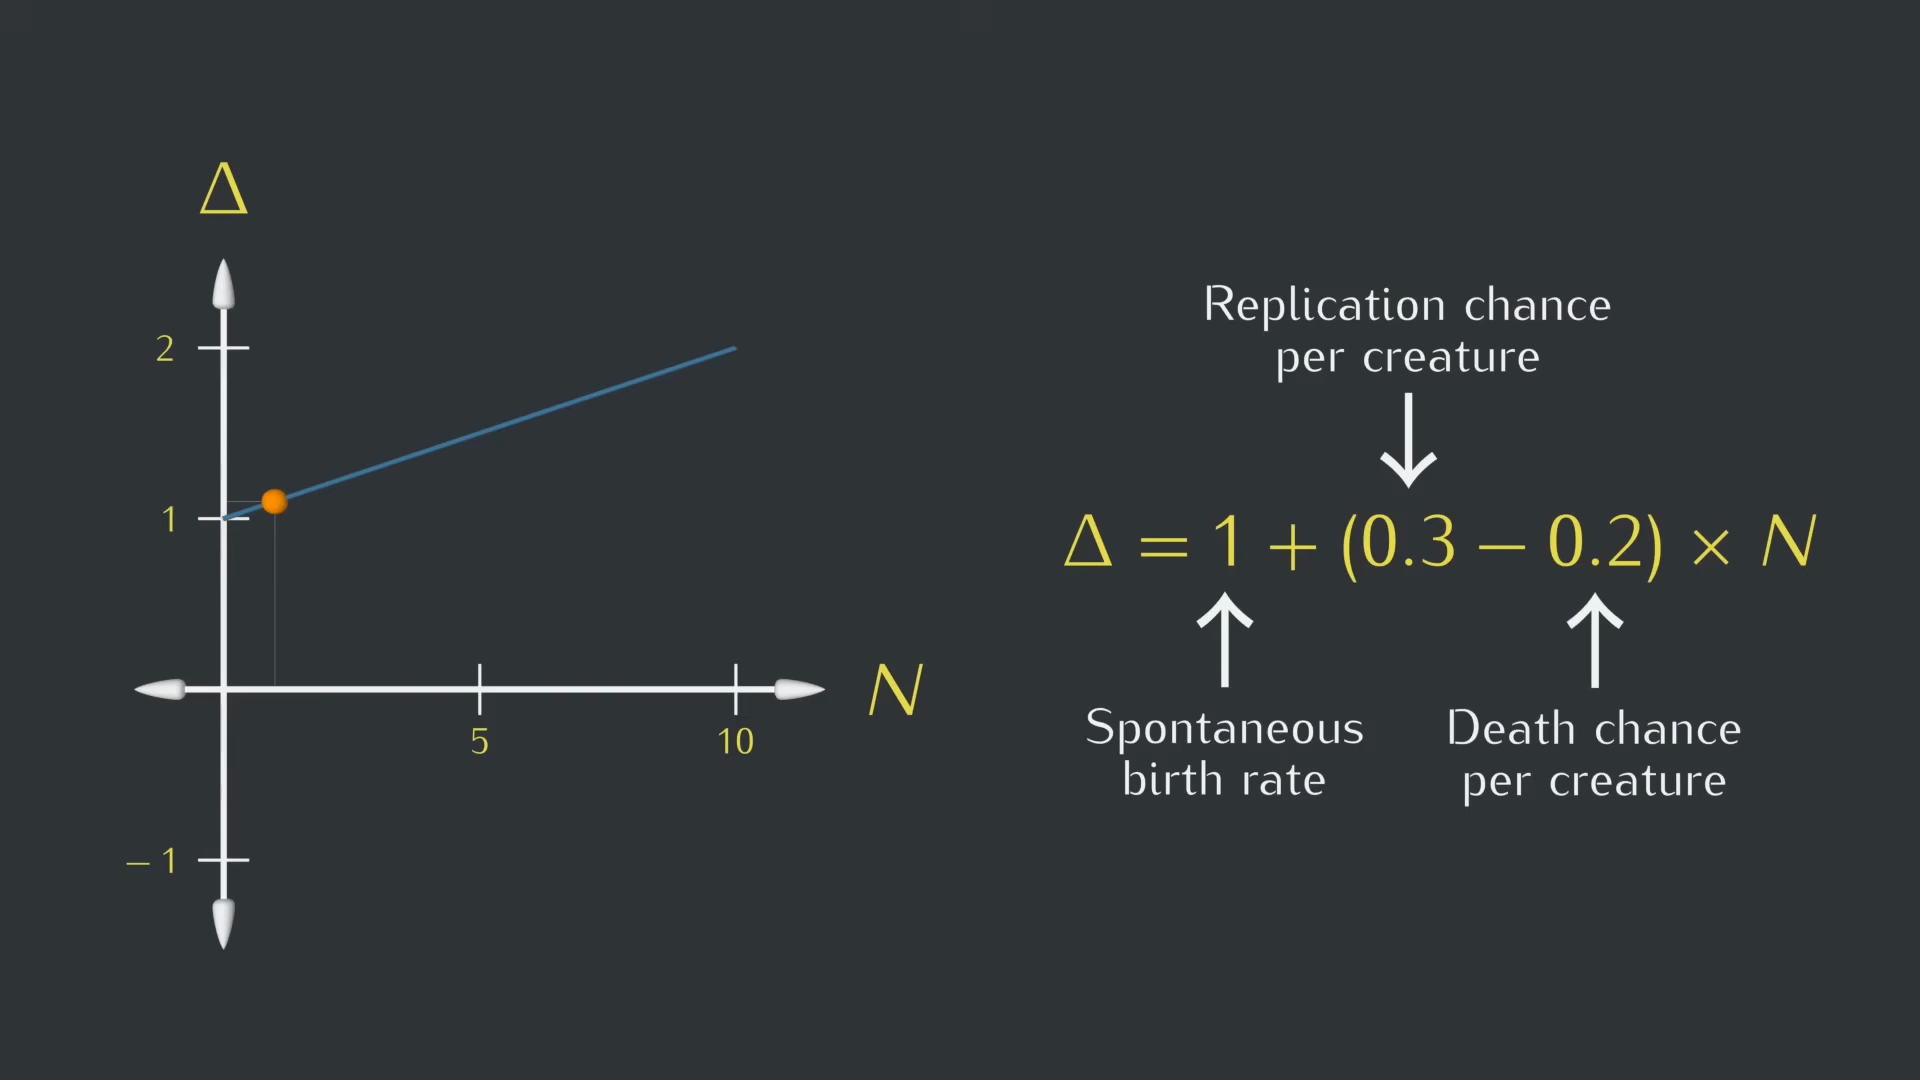 Δ
2
1
-1
5
10
N
Replication chance
per creature
Δ = 1 + (0.3 – 0.2) × N
Spontaneous
birth rate
Death chance
per creature